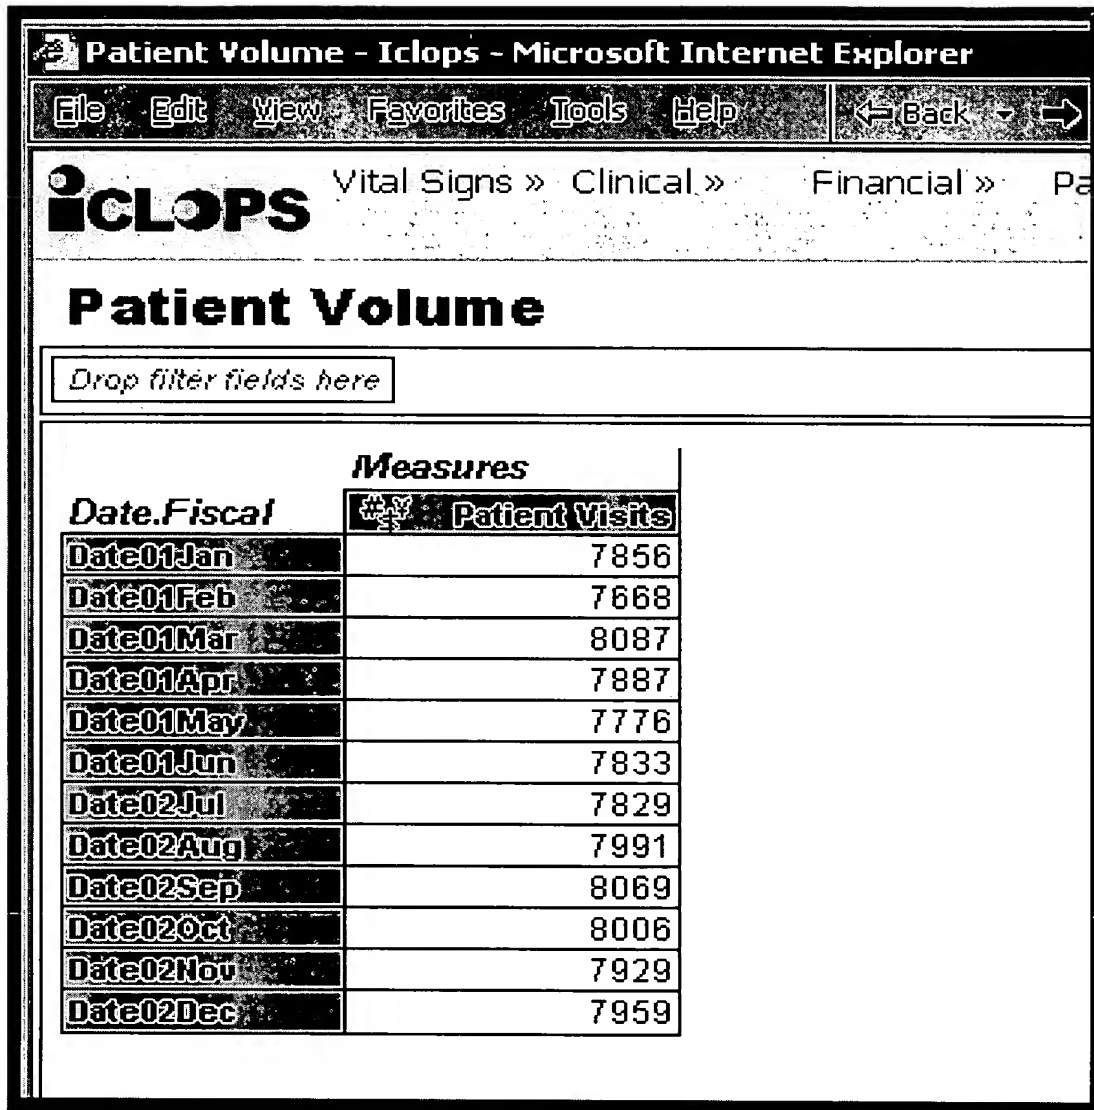 Patient Volume - Iclops - Microsoft Internet Explorer
File Edit View Favorites Tools Help Back
ICLOPS Vital Signs » Clinical » Financial » Pa
Patient Volume
Drop filter fields here
Measures
Date.Fiscal Patient Visits
Date01Jan 7856
Date01Feb 7668
Date01Mar 8087
Date01Apr 7887
Date01May 7776
Date01Jun 7833
Date02Jul 7829
Date02Aug 7991
Date02Sep 8069
Date02Oct 8006
Date02Nov 7929
Date02Dec 7959